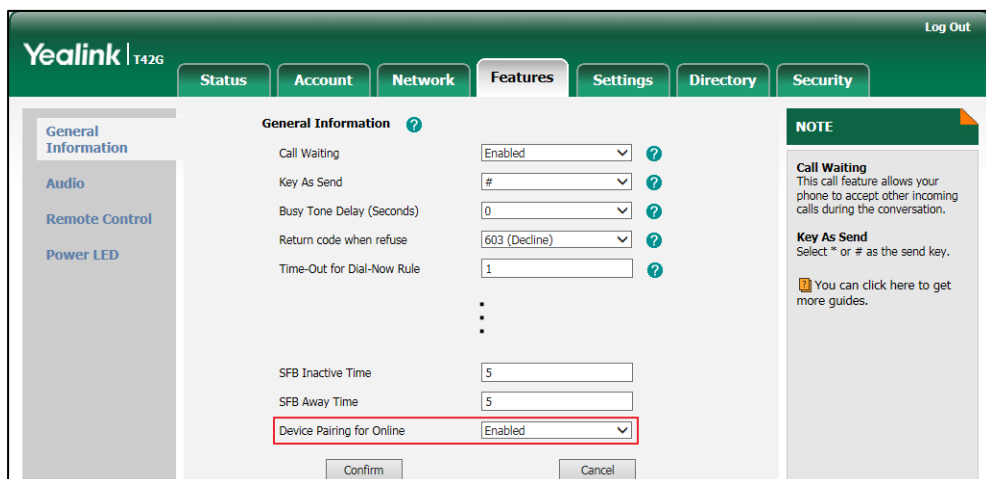 Log Out
Yealink T42G
Status Account Network Features Settings Directory Security
General Information
Audio
Remote Control
Power LED
General Information ?
Call Waiting Enabled ?
Key As Send # ?
Busy Tone Delay (Seconds) 0 ?
Return code when refuse 603 (Decline) ?
Time-Out for Dial-Now Rule 1 ?
SFB Inactive Time 5
SFB Away Time 5
Device Pairing for Online Enabled
Confirm Cancel
NOTE
Call Waiting
This call feature allows your
phone to accept other incoming
calls during the conversation.
Key As Send
Select * or # as the send key.
? You can click here to get
more guides.